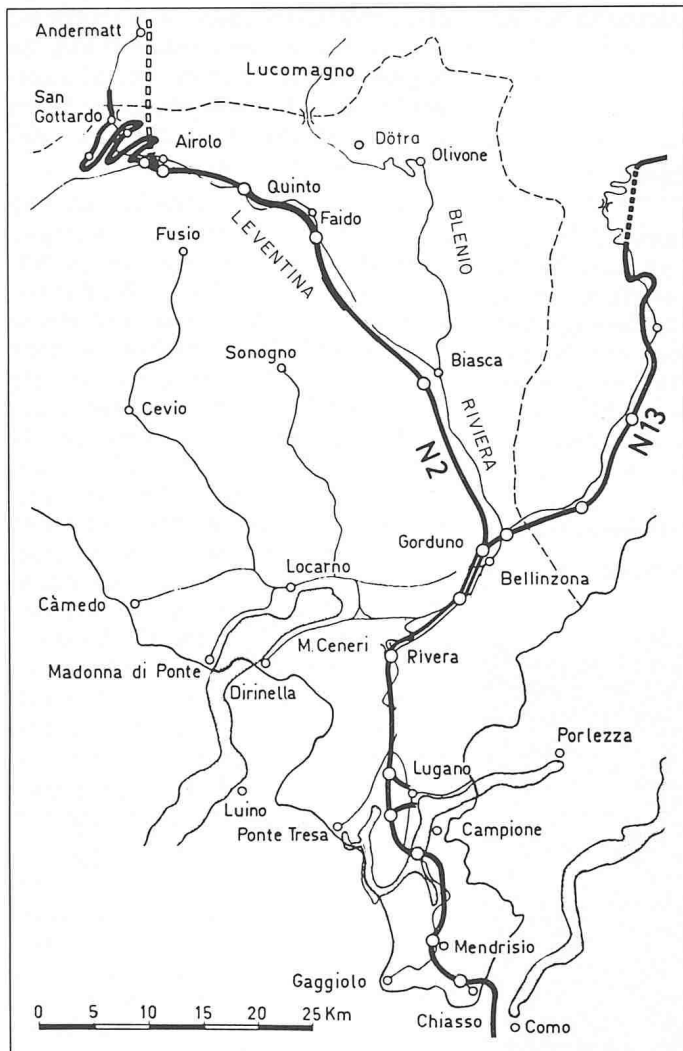 Andermatt
Lucomagno
San
Gottardo
Airolo
Dötra
Olivone
Quinto
Faido
LEVENTINA
BLENIO
Fusio
Sonogno
Biasca
Cevio
RIVIERA
N2
N13
Gorduno
Locarno
Bellinzona
Càmedo
M. Ceneri
Rivera
Madonna di Ponte
Dirinella
Porlezza
Lugano
Luino
Ponte Tresa
Campione
Mendrisio
Gaggiolo
Chiasso
Como
0 5 10 15 20 25 Km